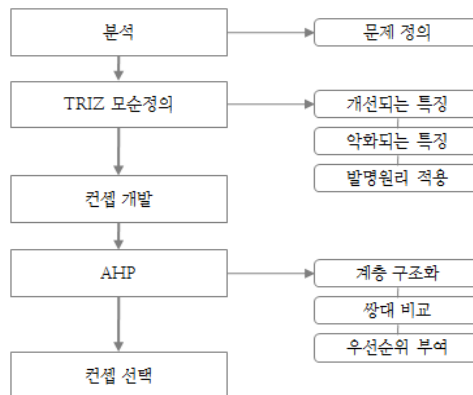 분석
문제 정의
TRIZ 모순정의
개선되는 특징
악화되는 특징
발명원리 적용
컨셉 개발
AHP
계층 구조화
쌍대 비교
우선순위 부여
컨셉 선택